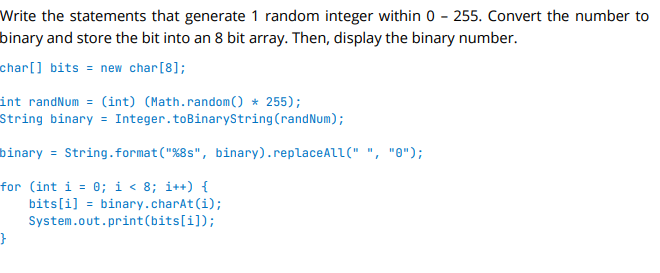 Write the statements that generate 1 random integer within 0 – 255. Convert the number to
binary and store the bit into an 8 bit array. Then, display the binary number.
char[] bits = new char[8];
int randNum = (int) (Math.random() * 255);
String binary = Integer.toBinaryString(randNum);
binary = String.format("%8s", binary).replaceAll(" ", "0");
for (int i = 0; i < 8; i++) {
    bits[i] = binary.charAt(i);
    System.out.print(bits[i]);
}